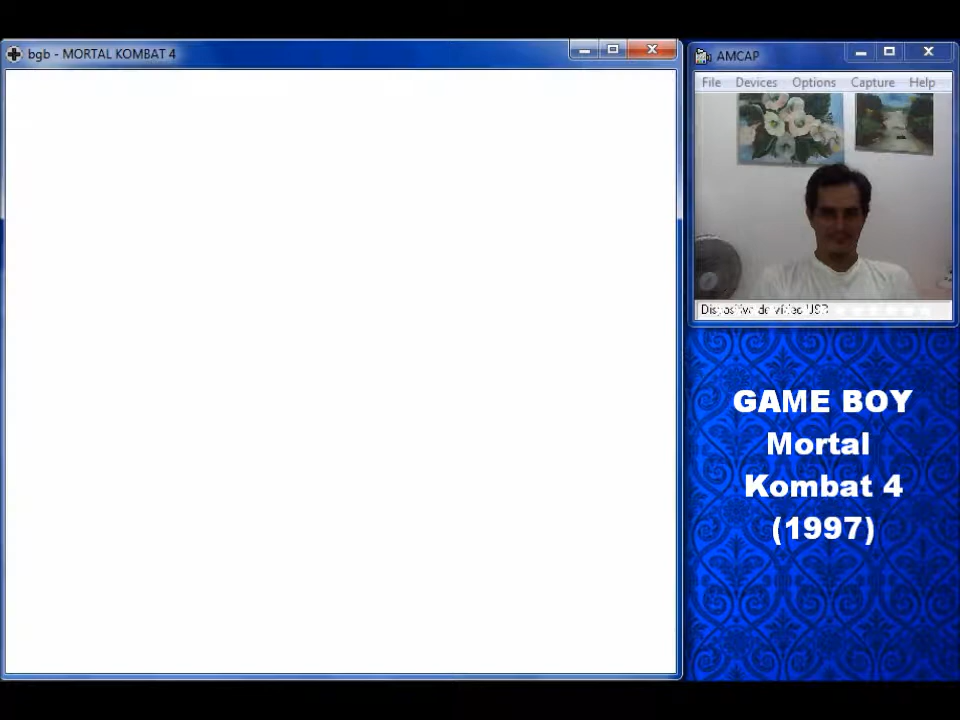 bgb - MORTAL KOMBAT 4
AMCAP
File Devices Options Capture Help
Dispositivo de vídeo USB
GAME BOY
Mortal
Kombat 4
(1997)